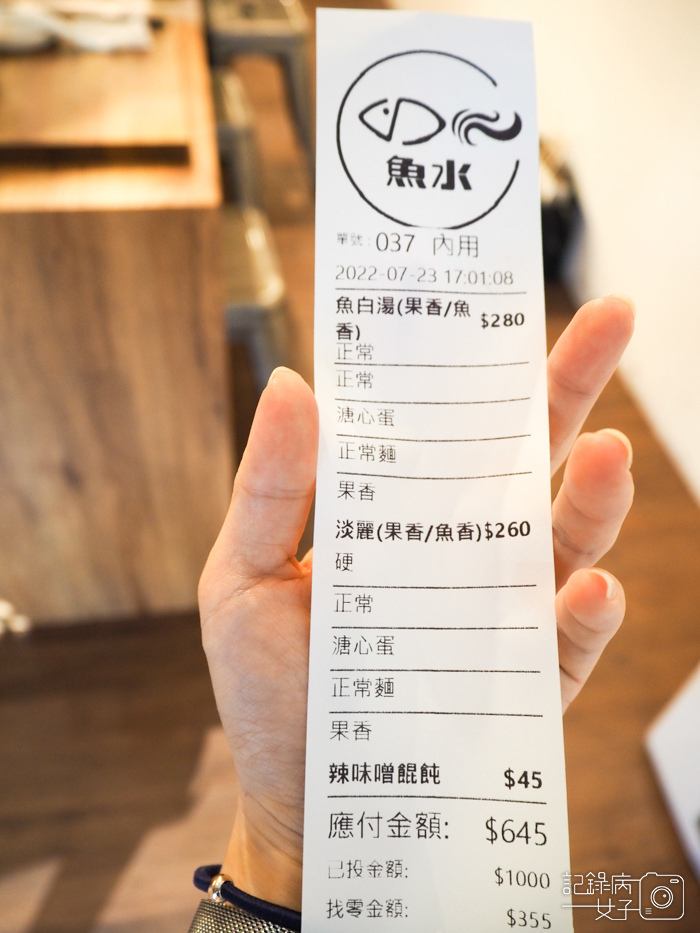 魚水
單號:037 內用
2022-07-23 17:01:08
魚白湯(果香/魚香) $280
正常
正常
溏心蛋
正常麵
果香
淡麗(果香/魚香)$260
硬
正常
溏心蛋
正常麵
果香
辣味噌餛飩 $45
應付金額: $645
已投金額: $1000
找零金額: $355
記錄病
女子